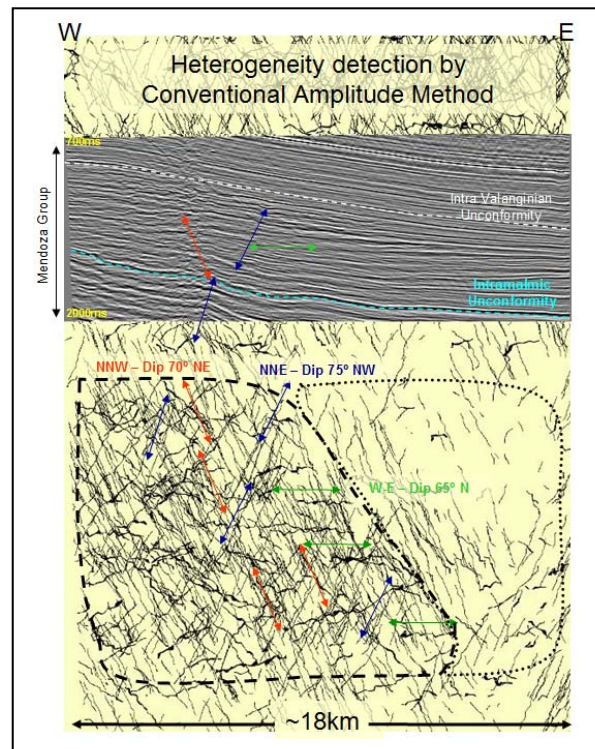 W E
Heterogeneity detection by
Conventional Amplitude Method
700ms
Mendoza Group
Intra Valanginian
Unconformity
Intramalmic
Unconformity
2000ms
NNW – Dip 70º NE NNE – Dip 75º NW
W-E – Dip 65º N
~18km